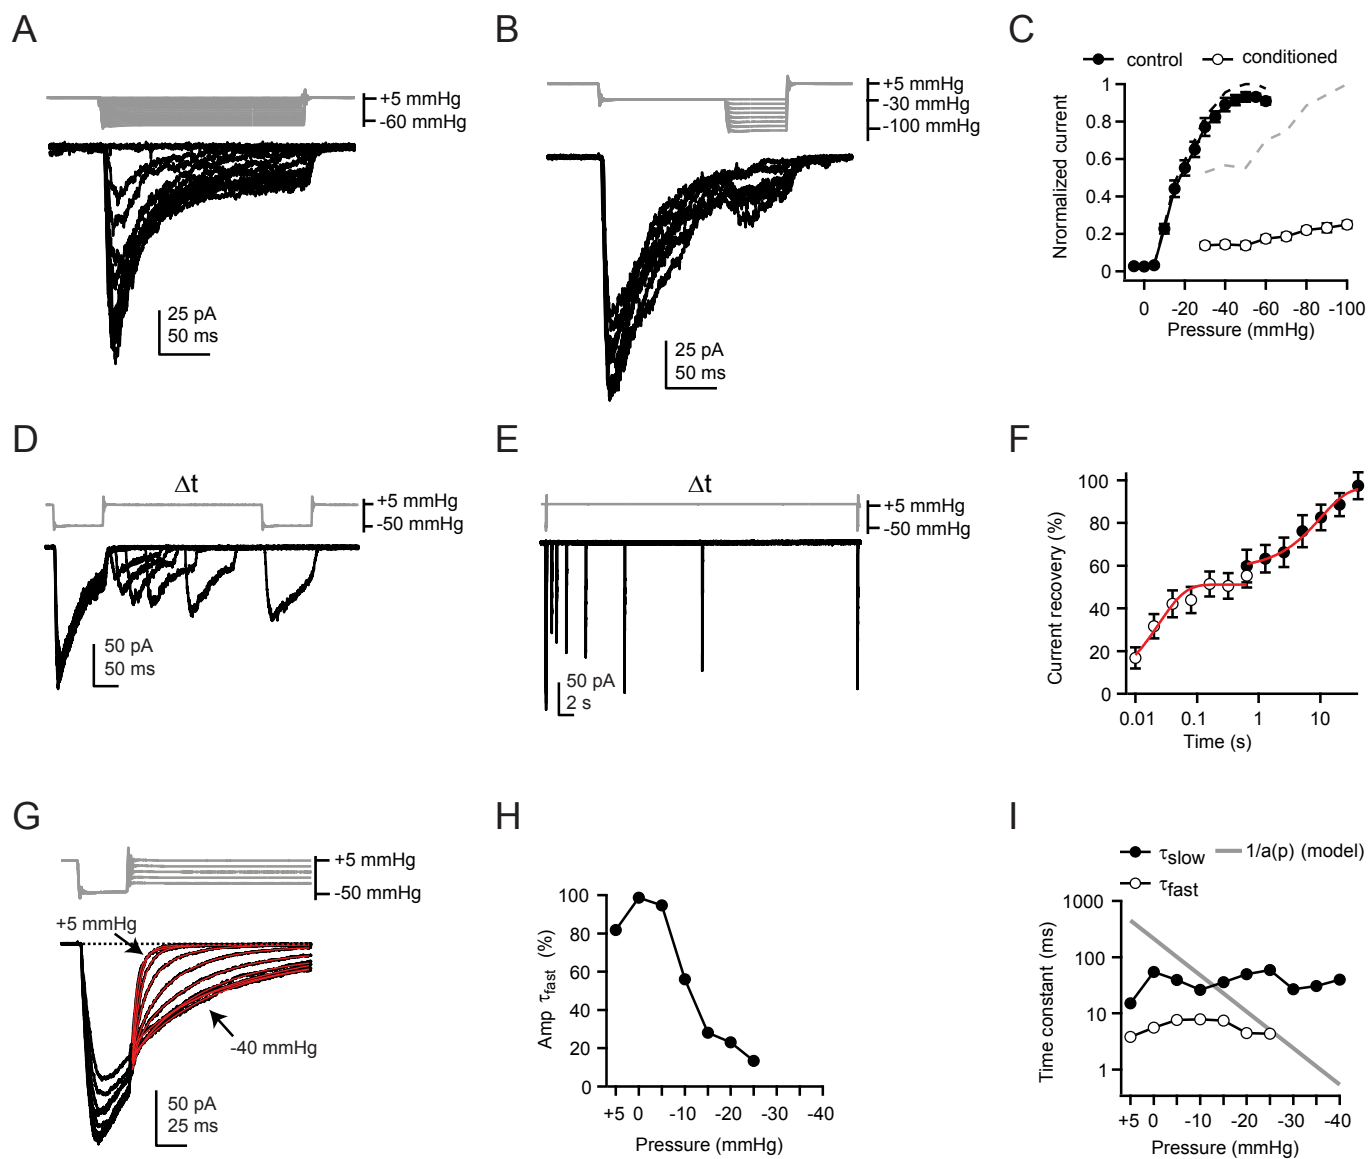 A
+5 mmHg
-60 mmHg
25 pA
50 ms
B
+5 mmHg
-30 mmHg
-100 mmHg
25 pA
50 ms
C
control
conditioned
Nrormalized current
1
0.8
0.6
0.4
0.2
0
0 -20 -40 -60 -80 -100
Pressure (mmHg)
D
Δt
+5 mmHg
-50 mmHg
50 pA
50 ms
E
Δt
+5 mmHg
-50 mmHg
50 pA
2 s
F
Current recovery (%)
100
80
60
40
20
0
0.01 0.1 1 10
Time (s)
G
+5 mmHg
-50 mmHg
+5 mmHg
-40 mmHg
50 pA
25 ms
H
Amp τfast (%)
100
80
60
40
20
0
+5 0 -10 -20 -30 -40
Pressure (mmHg)
I
τslow 1/a(p) (model)
τfast
Time constant (ms)
1000
100
10
1
+5 0 -10 -20 -30 -40
Pressure (mmHg)